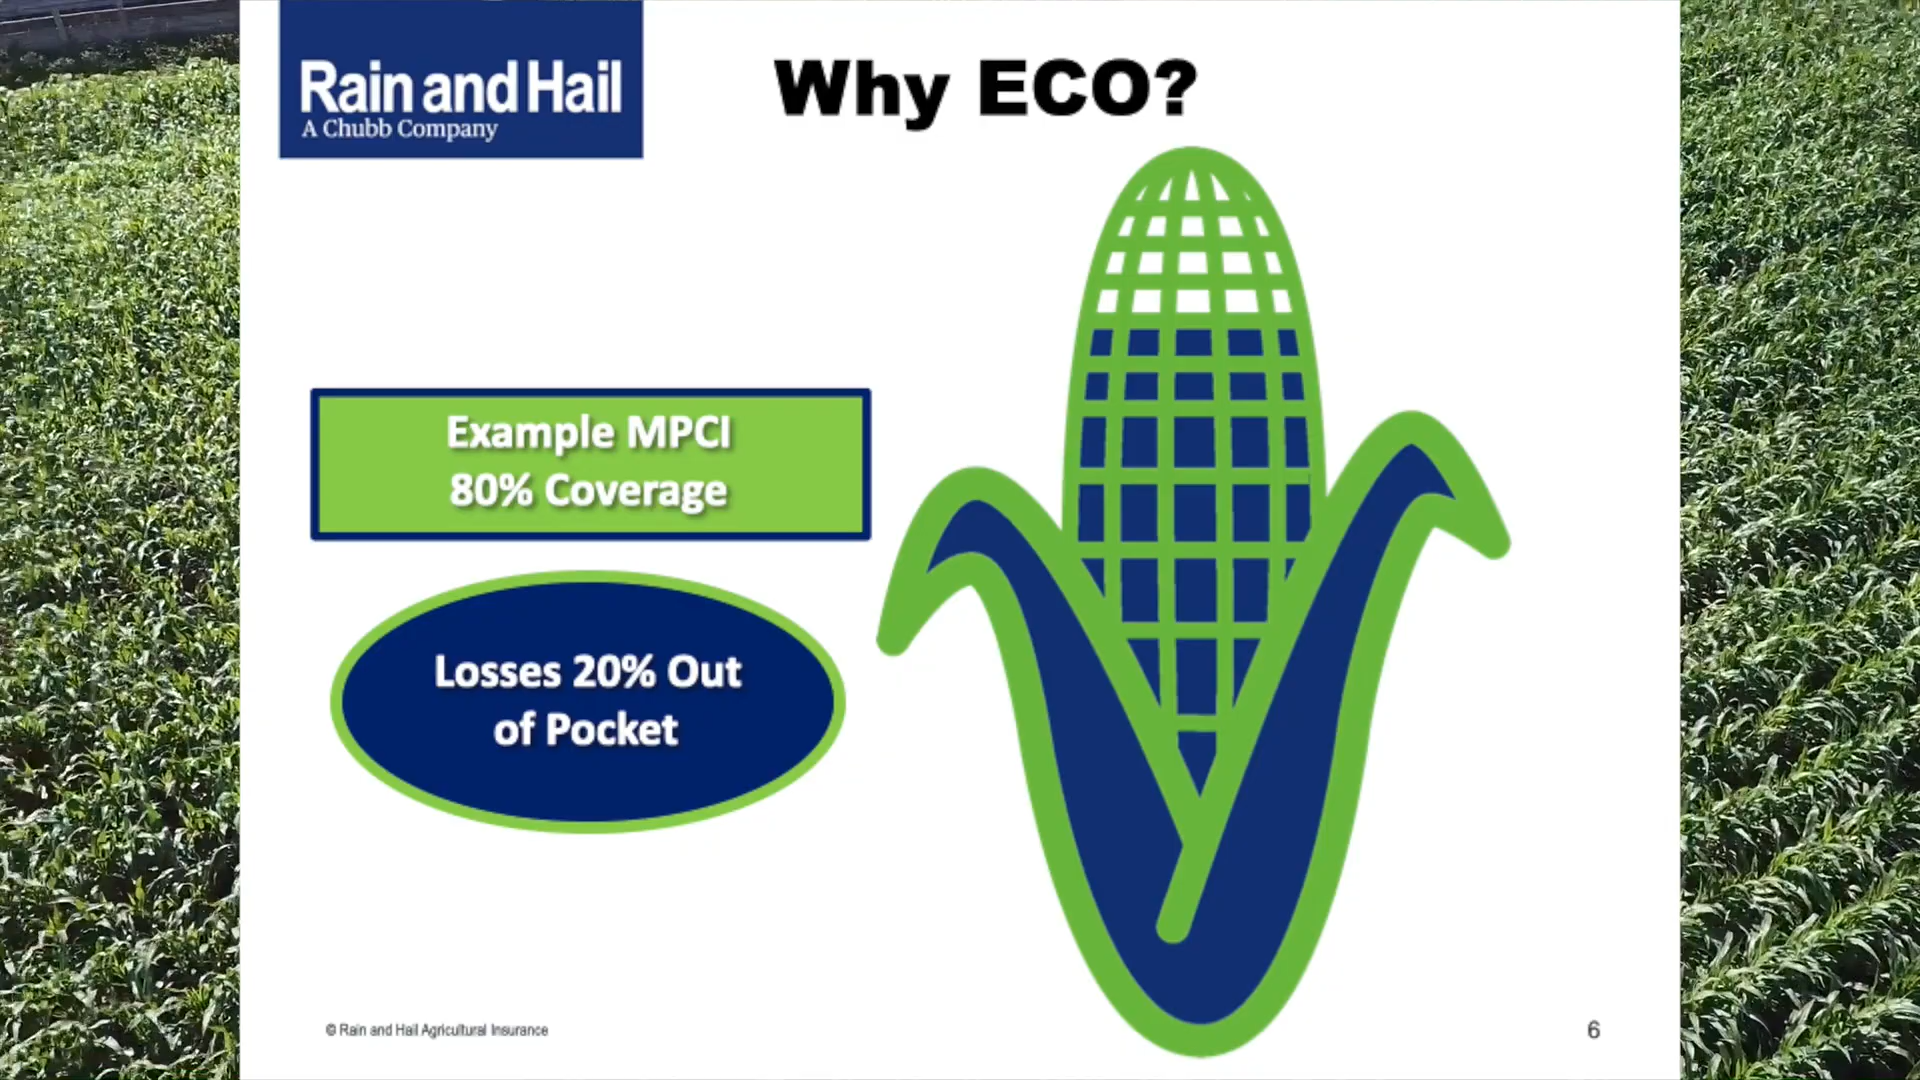 Rain and Hail
A Chubb Company
Why ECO?
Example MPCI
80% Coverage
Losses 20% Out
of Pocket
© Rain and Hail Agricultural Insurance
6